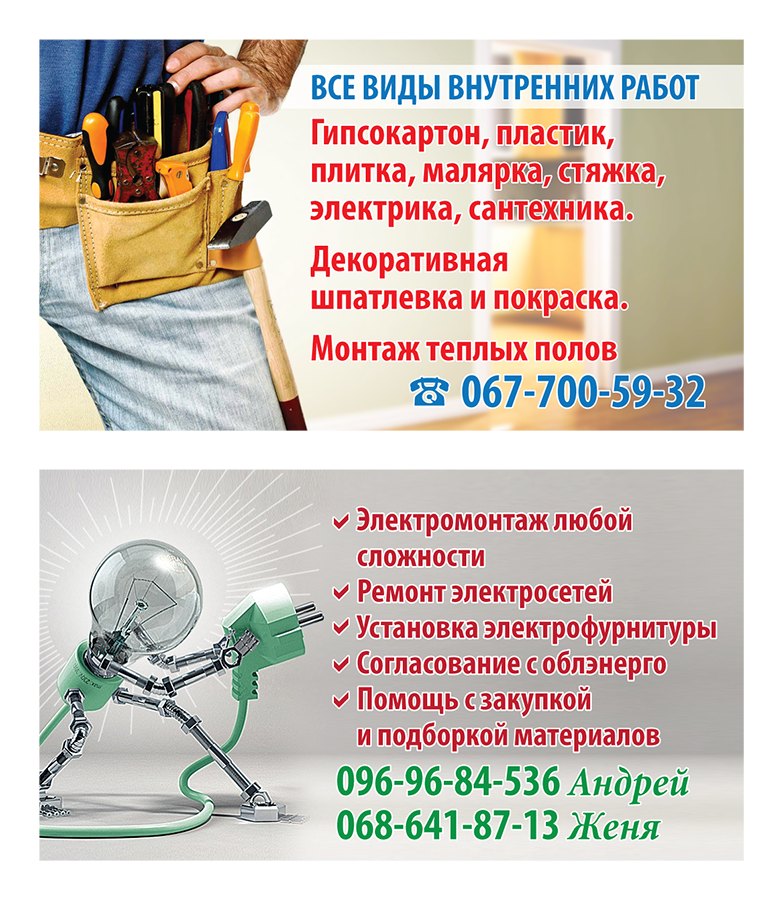 ВСЕ ВИДЫ ВНУТРЕННИХ РАБОТ
Гипсокартон, пластик,
плитка, малярка, стяжка,
электрика, сантехника.
Декоративная
шпатлевка и покраска.
Монтаж теплых полов
☎ 067-700-59-32
Электромонтаж любой
сложности
Ремонт электросетей
Установка электрофурнитуры
Согласование с облэнерго
Помощь с закупкой
и подборкой материалов
096-96-84-536 Андрей
068-641-87-13 Женя